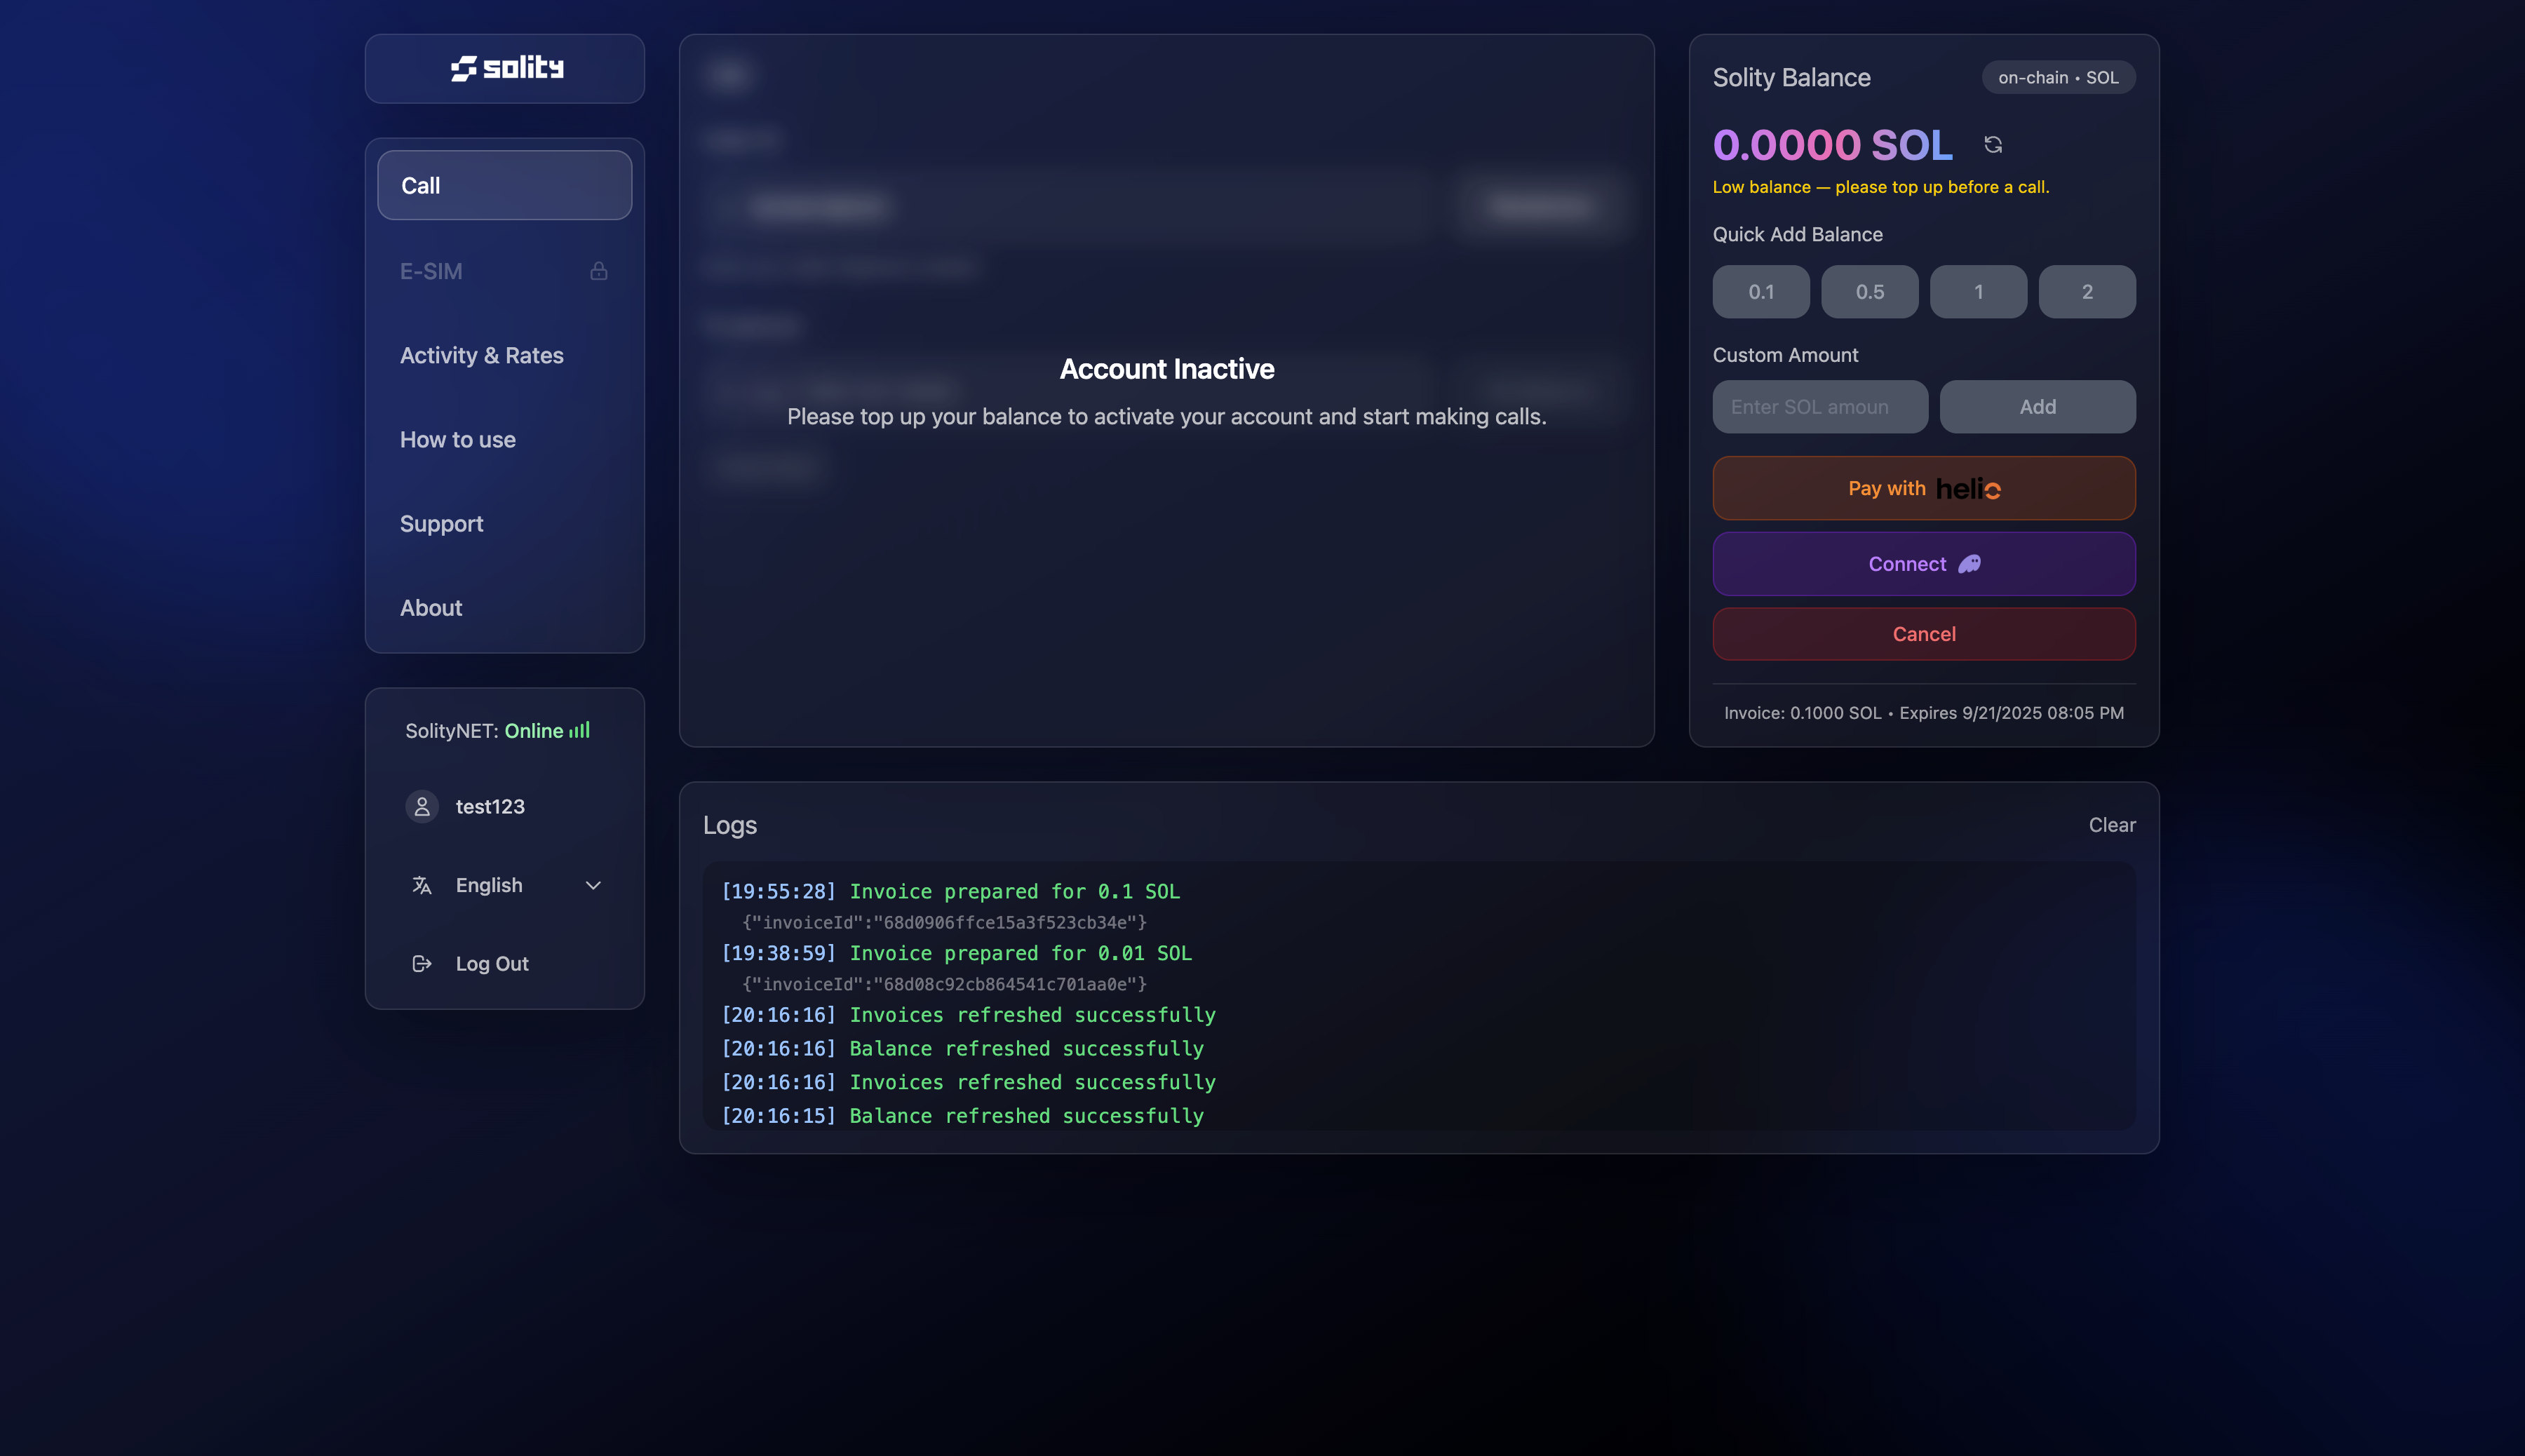 solity
Call
E-SIM
Activity & Rates
How to use
Support
About
SolityNET: Online
test123
English
Log Out
Account Inactive
Please top up your balance to activate your account and start making calls.
Solity Balance
on-chain • SOL
0.0000 SOL
Low balance — please top up before a call.
Quick Add Balance
0.1 0.5 1 2
Custom Amount
Enter SOL amoun Add
Pay with helio
Connect
Cancel
Invoice: 0.1000 SOL • Expires 9/21/2025 08:05 PM
Logs Clear
[19:55:28] Invoice prepared for 0.1 SOL
{"invoiceId":"68d0906ffce15a3f523cb34e"}
[19:38:59] Invoice prepared for 0.01 SOL
{"invoiceId":"68d08c92cb864541c701aa0e"}
[20:16:16] Invoices refreshed successfully
[20:16:16] Balance refreshed successfully
[20:16:16] Invoices refreshed successfully
[20:16:15] Balance refreshed successfully